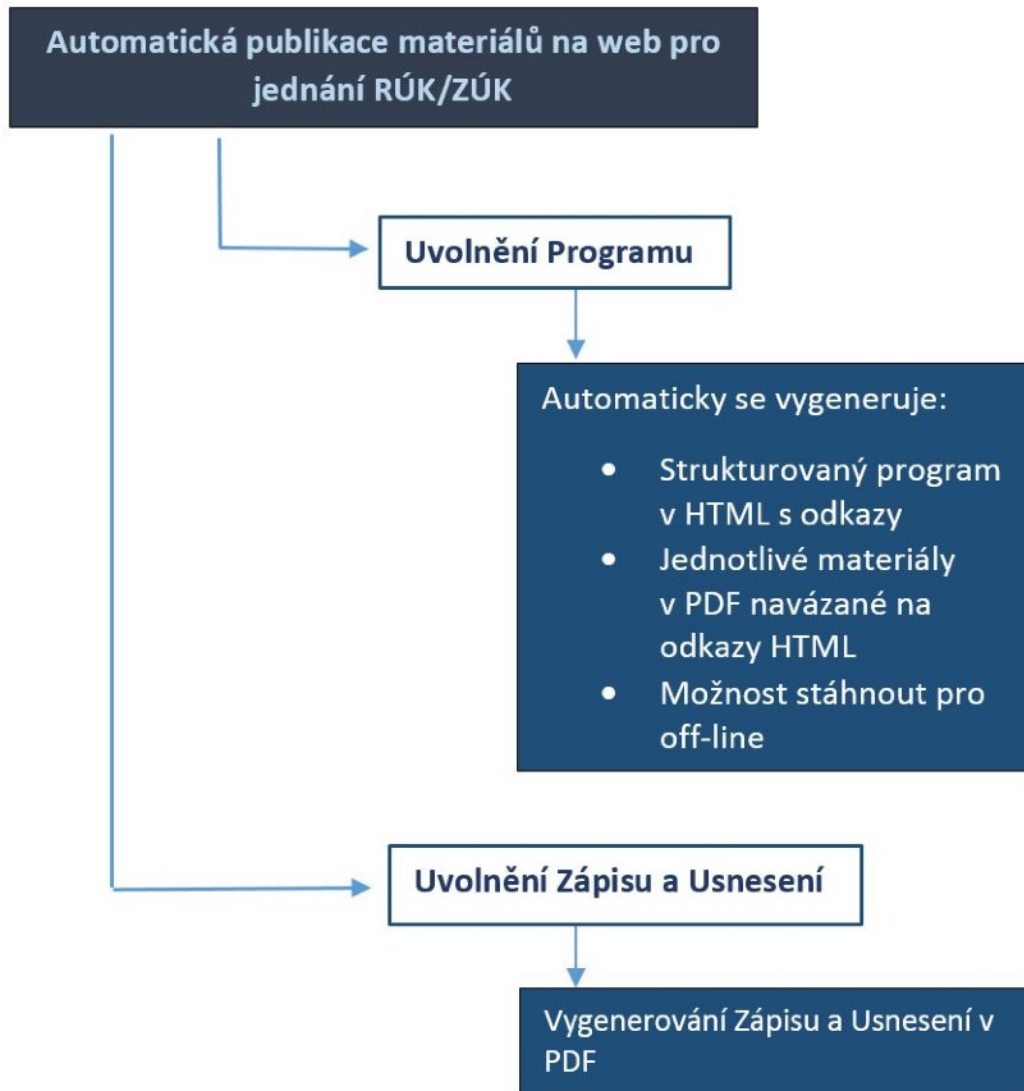 Automatická publikace materiálů na web pro
jednání RÚK/ZÚK
Uvolnění Programu
Automaticky se vygeneruje:
• Strukturovaný program
v HTML s odkazy
• Jednotlivé materiály
v PDF navázané na
odkazy HTML
• Možnost stáhnout pro
off-line
Uvolnění Zápisu a Usnesení
Vygenerování Zápisu a Usnesení v
PDF